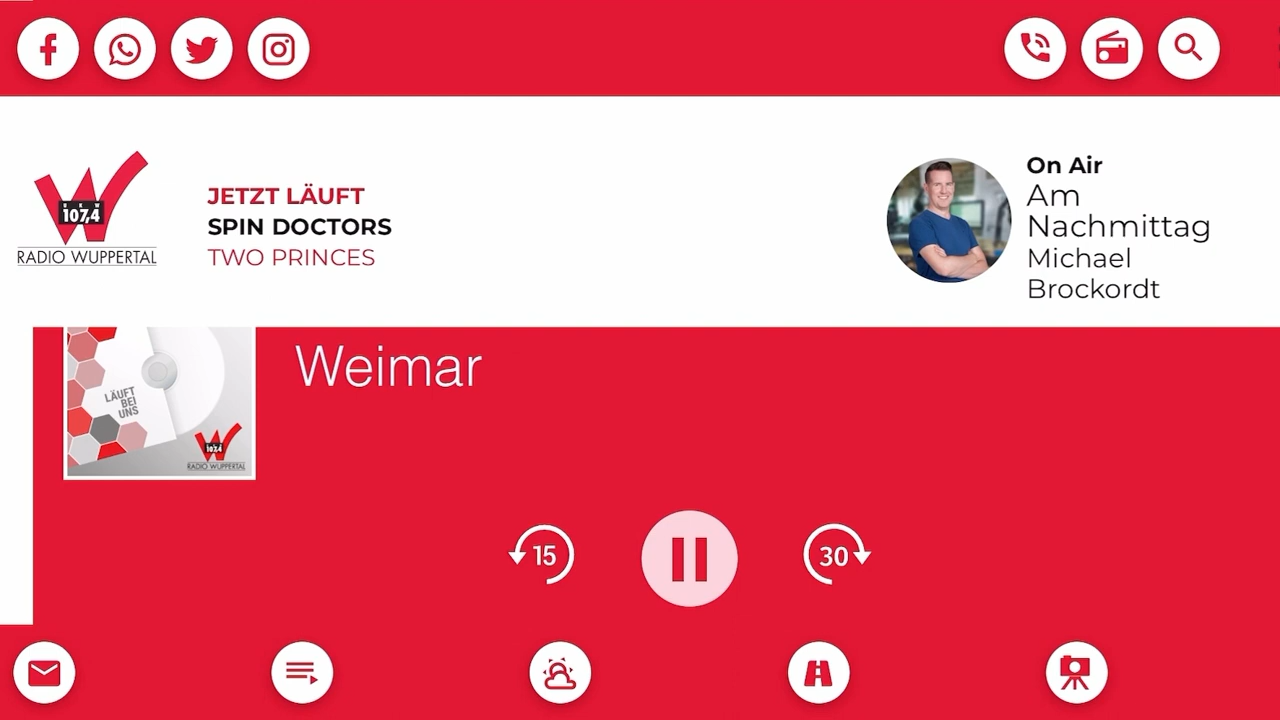 UKW
107,4
RADIO WUPPERTAL
JETZT LÄUFT
SPIN DOCTORS
TWO PRINCES
On Air
Am
Nachmittag
Michael
Brockordt
LÄUFT
BEI
UNS
107,4
RADIO WUPPERTAL
Weimar
15
30